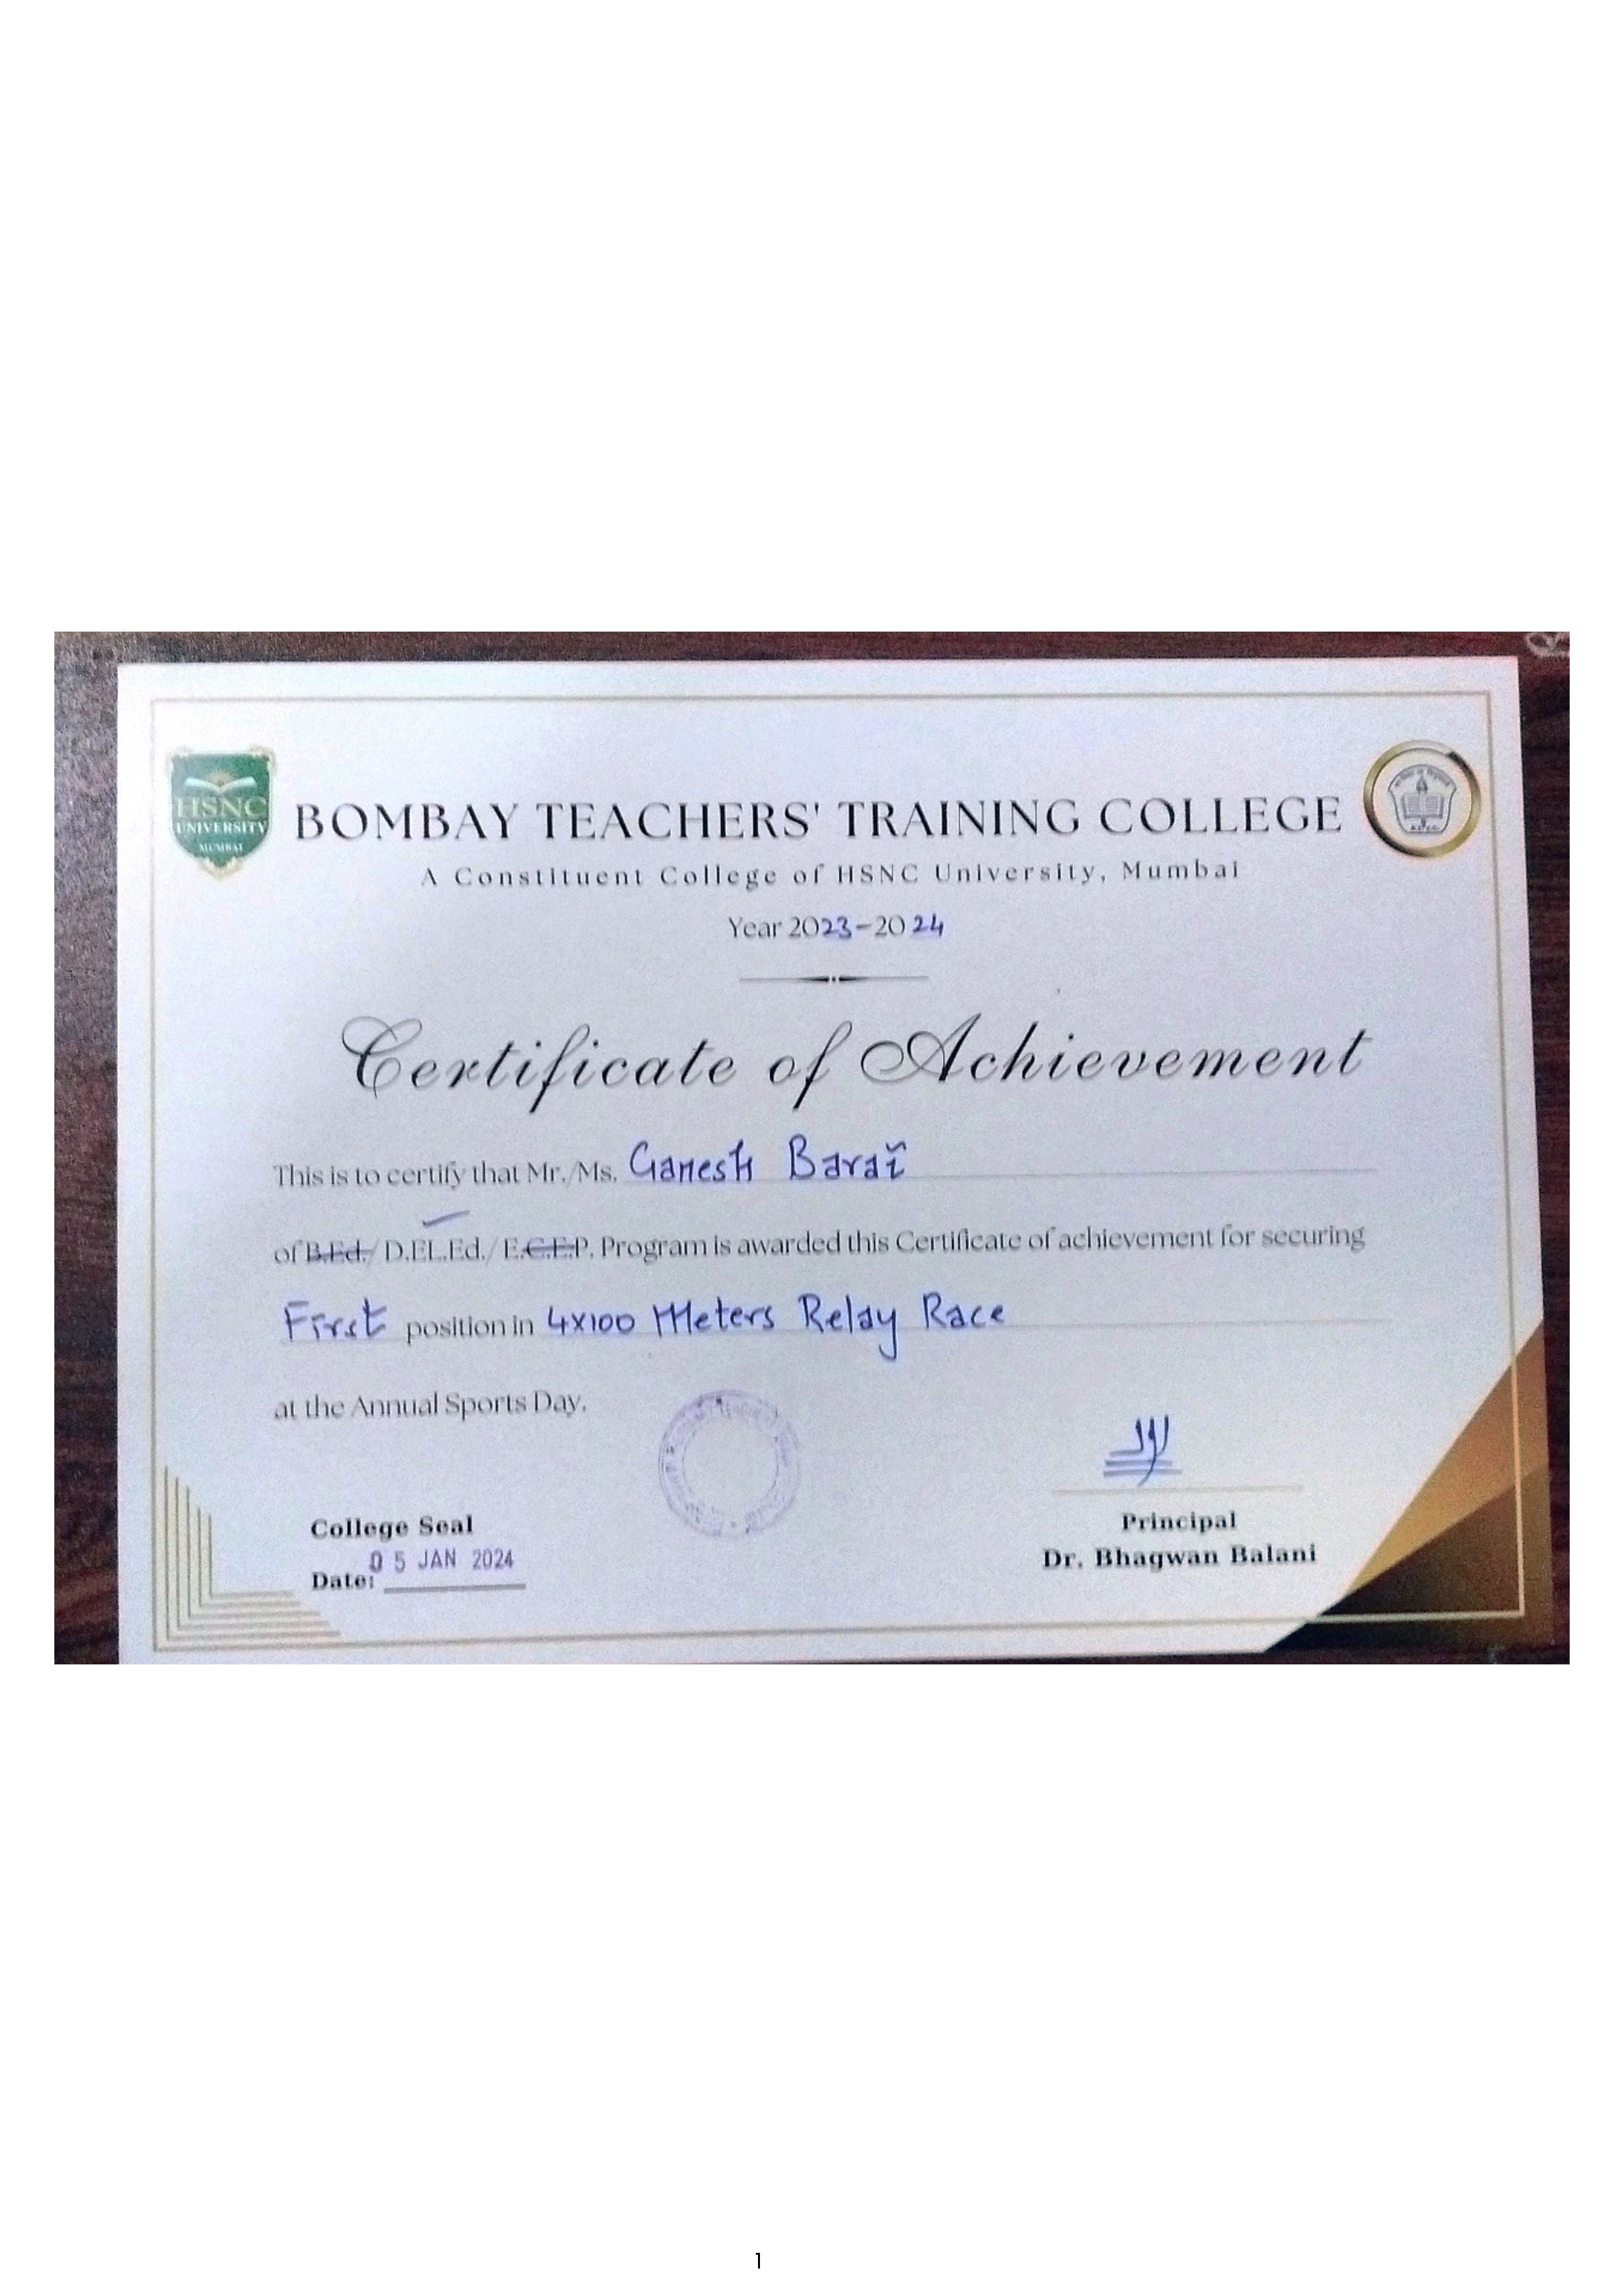 HSNC
UNIVERSITY
MUMBAI
BOMBAY TEACHERS' TRAINING COLLEGE
A Constituent College of HSNC University, Mumbai
Year 2023-2024
Certificate of Achievement
This is to certify that Mr./Ms. Ganesh Barai
of B.Ed./ D.EL.Ed./ E.C.E.P. Program is awarded this Certificate of achievement for securing
First position in 4x100 Meters Relay Race
at the Annual Sports Day.
College Seal
05 JAN 2024
Date:
Principal
Dr. Bhagwan Balani
1